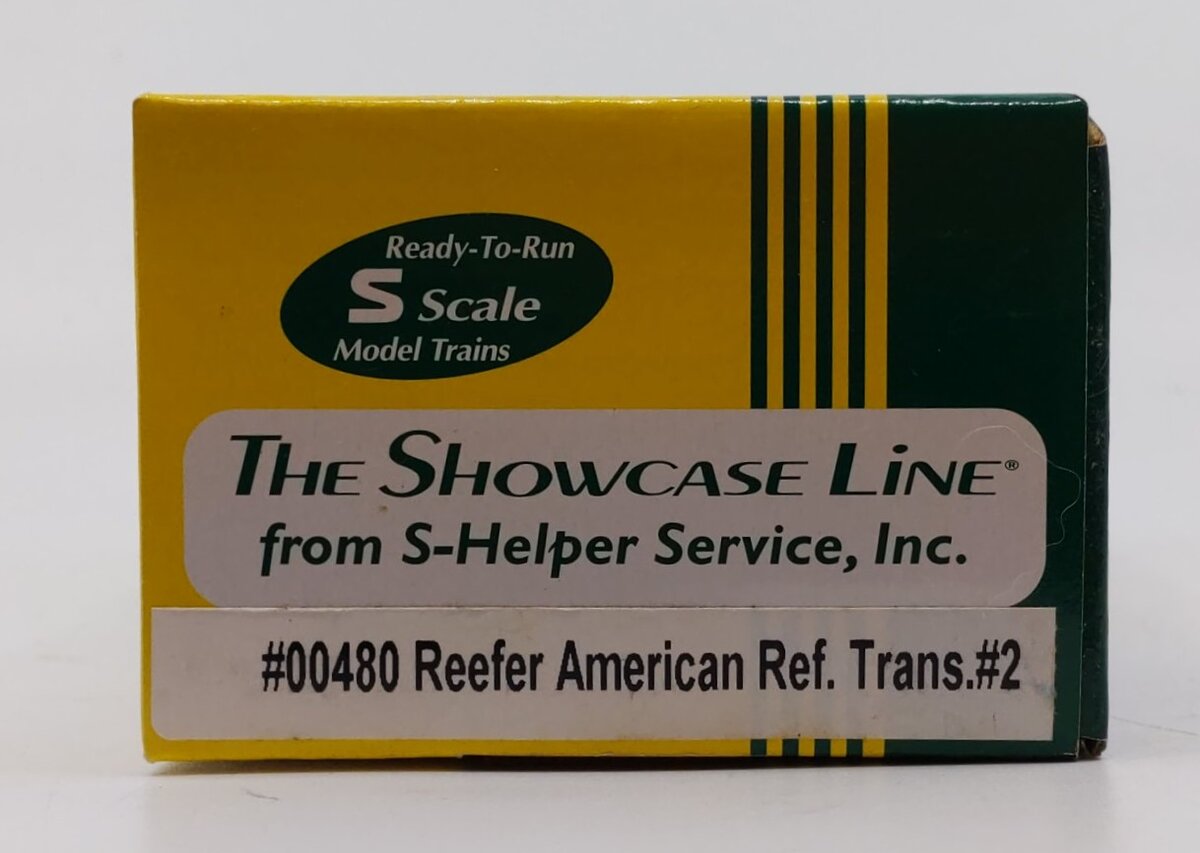 Ready-To-Run
S Scale
Model Trains
The Showcase Line®
from S-Helper Service, Inc.
#00480 Reefer American Ref. Trans.#2